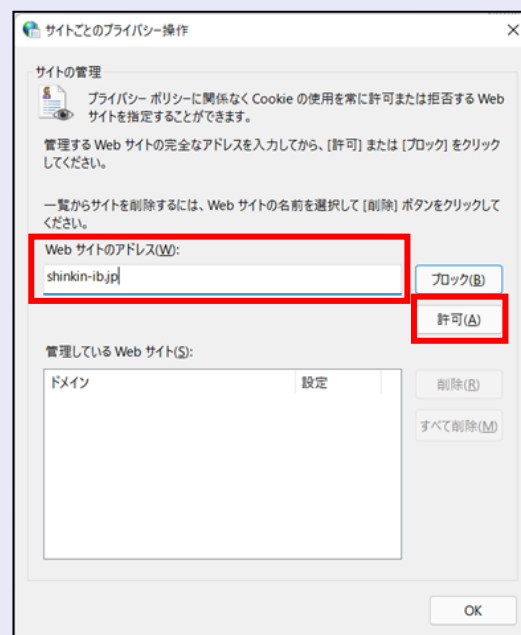 サイトごとのプライバシー操作
サイトの管理
プライバシー ポリシーに関係なく Cookie の使用を常に許可または拒否する Web
サイトを指定することができます。
管理する Web サイトの完全なアドレスを入力してから、[許可] または [ブロック] をクリック
してください。
一覧からサイトを削除するには、Web サイトの名前を選択して [削除] ボタンをクリックして
ください。
Web サイトのアドレス(W):
shinkin-ib.jp
ブロック(B)
許可(A)
管理している Web サイト(S):
ドメイン 設定
削除(R)
すべて削除(M)
OK